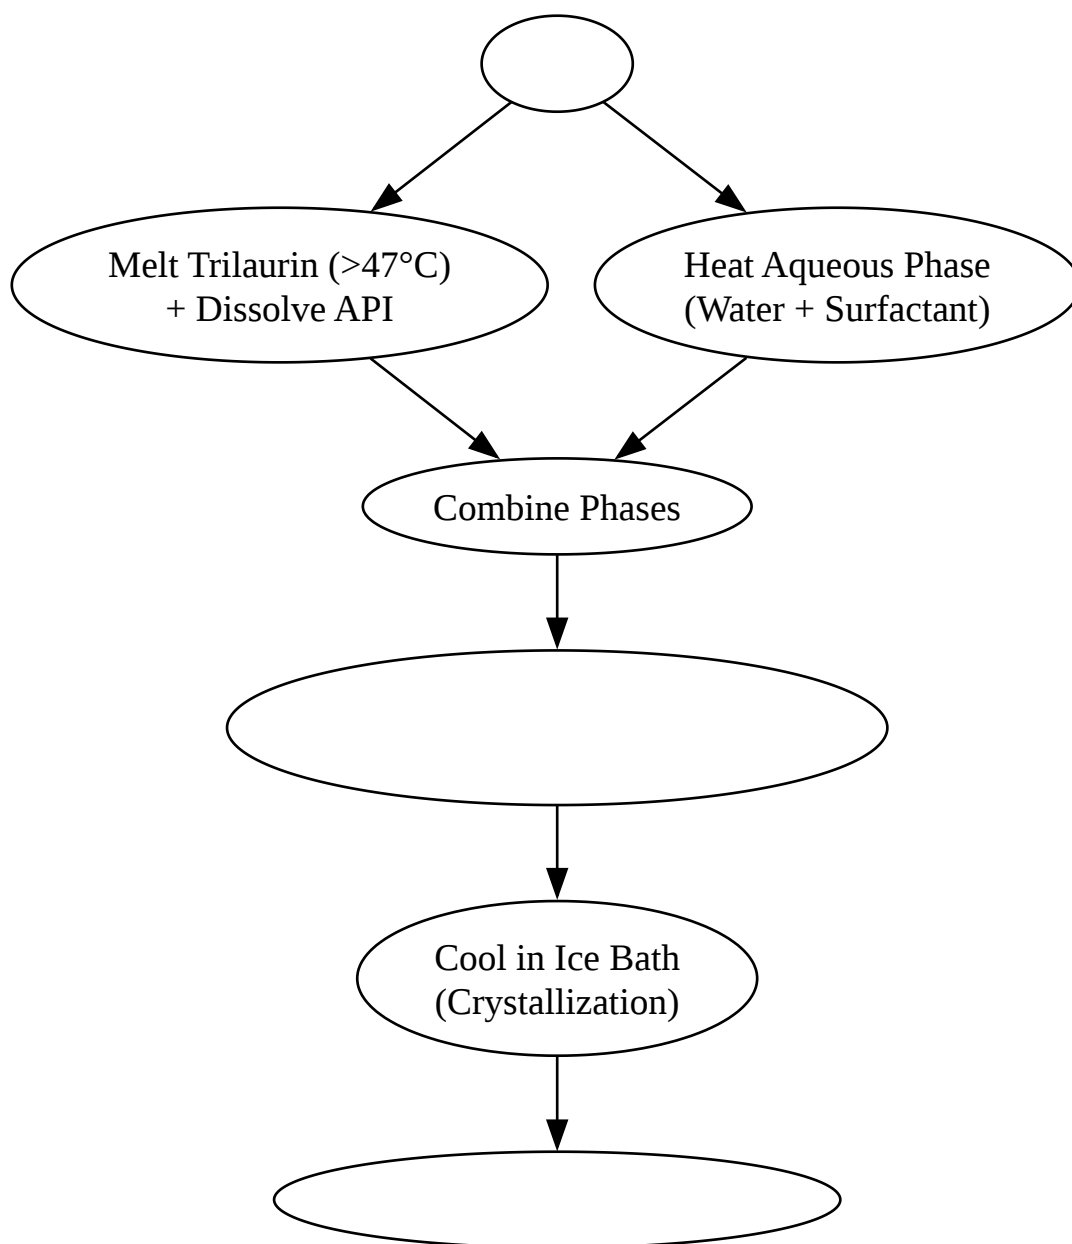 Melt Trilaurin (>47°C)
+ Dissolve API
Heat Aqueous Phase
(Water + Surfactant)
Combine Phases
Cool in Ice Bath
(Crystallization)